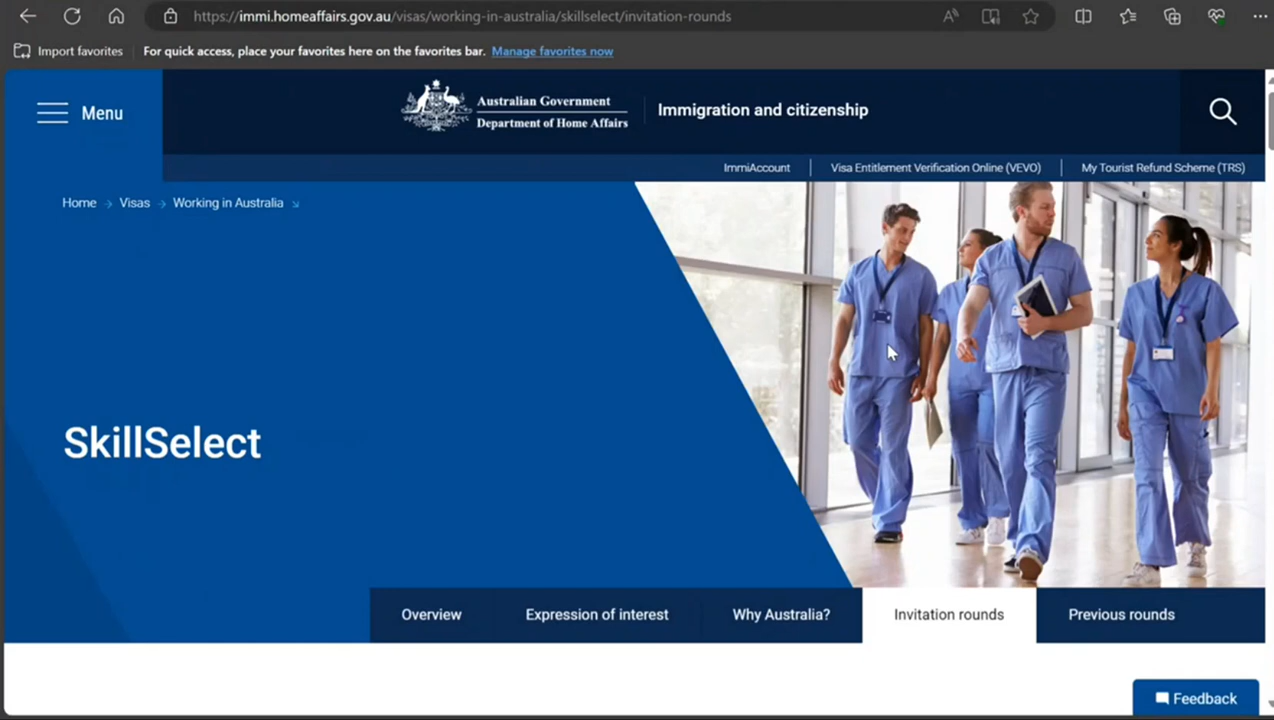 https://immi.homeaffairs.gov.au/visas/working-in-australia/skillselect/invitation-rounds
Import favorites
For quick access, place your favorites here on the favorites bar. Manage favorites now
Menu
Australian Government
Department of Home Affairs
Immigration and citizenship
ImmiAccount
Visa Entitlement Verification Online (VEVO)
My Tourist Refund Scheme (TRS)
Home
Visas
Working in Australia
SkillSelect
Overview
Expression of interest
Why Australia?
Invitation rounds
Previous rounds
Feedback